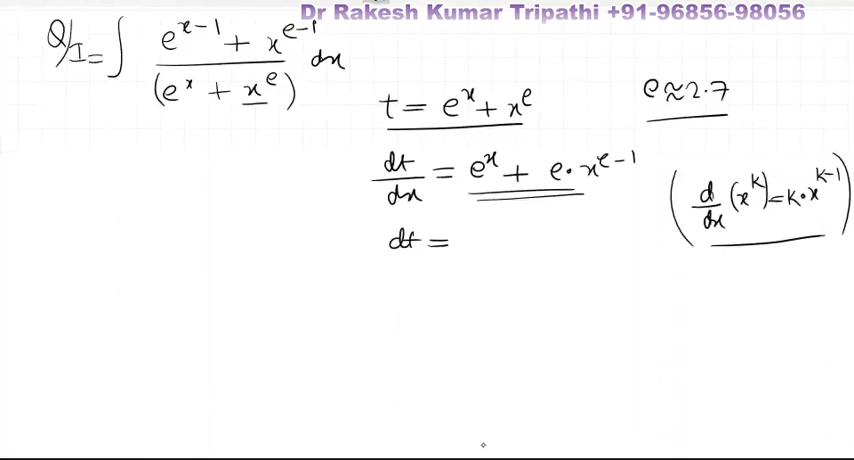 Dr Rakesh Kumar Tripathi +91-96856-98056
Q/I = ∫ (e^(x-1) + x^(e-1)) / (e^x + x^e) dx
t = e^x + x^e
e ≈ 2.7
dt/dx = e^x + e · x^(e-1)
(d/dx (x^k) = k · x^(k-1))
dt =